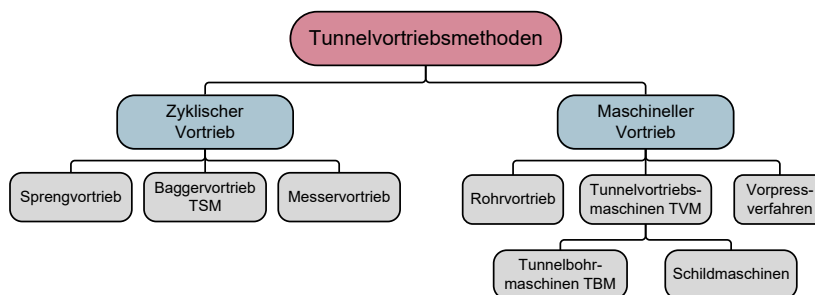 Tunnelvortriebsmethoden
Zyklischer
Vortrieb
Maschineller
Vortrieb
Sprengvortrieb
Baggervortrieb
TSM
Messervortrieb
Rohrvortrieb
Tunnelvortriebs-
maschinen TVM
Vorpress-
verfahren
Tunnelbohr-
maschinen TBM
Schildmaschinen